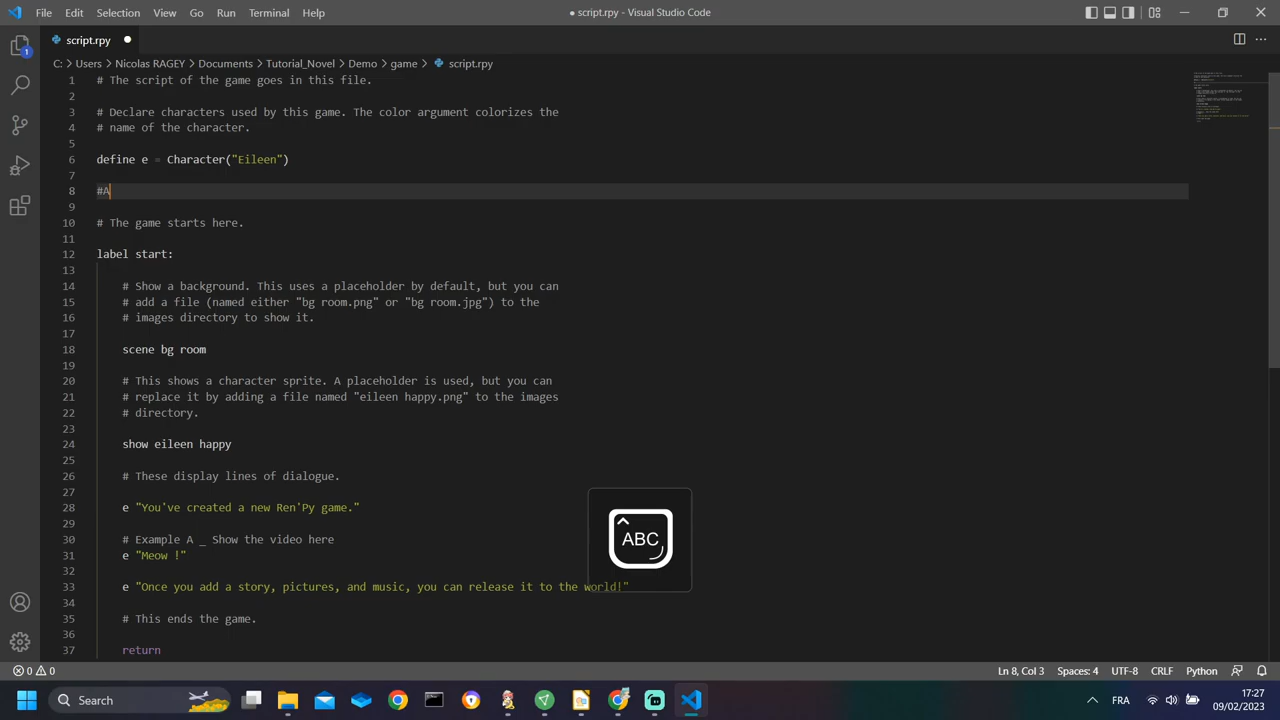 File Edit Selection View Go Run Terminal Help
● script.rpy - Visual Studio Code
script.rpy
C: > Users > Nicolas RAGEY > Documents > Tutorial_Novel > Demo > game > script.rpy
1 # The script of the game goes in this file.
2
3 # Declare characters used by this game. The color argument colorizes the
4 # name of the character.
5
6 define e = Character("Eileen")
7
8 #A
9
10 # The game starts here.
11
12 label start:
13
14 # Show a background. This uses a placeholder by default, but you can
15 # add a file (named either "bg room.png" or "bg room.jpg") to the
16 # images directory to show it.
17
18 scene bg room
19
20 # This shows a character sprite. A placeholder is used, but you can
21 # replace it by adding a file named "eileen happy.png" to the images
22 # directory.
23
24 show eileen happy
25
26 # These display lines of dialogue.
27
28 e "You've created a new Ren'Py game."
29
30 # Example A _ Show the video here
31 e "Meow !"
32
33 e "Once you add a story, pictures, and music, you can release it to the world!"
34
35 # This ends the game.
36
37 return
1
ABC
0 0
Ln 8, Col 3 Spaces: 4 UTF-8 CRLF Python
Search
FR
17:27
09/02/2023